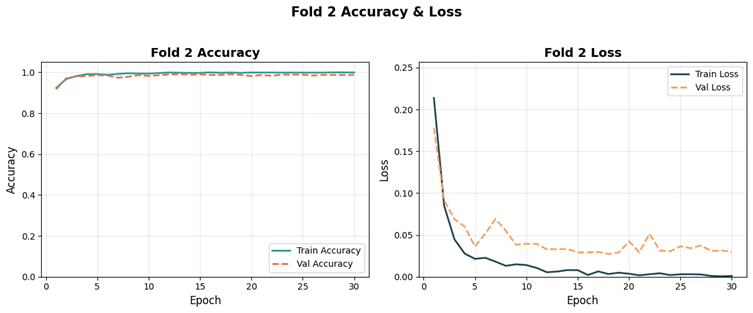 Fold 2 Accuracy & Loss
Fold 2 Accuracy
1.0
0.8
0.6
0.4
0.2
0.0
Accuracy
0
5
10
15
20
25
30
Epoch
Train Accuracy
Val Accuracy
Fold 2 Loss
0.25
0.20
0.15
0.10
0.05
0.00
Loss
0
5
10
15
20
25
30
Epoch
Train Loss
Val Loss